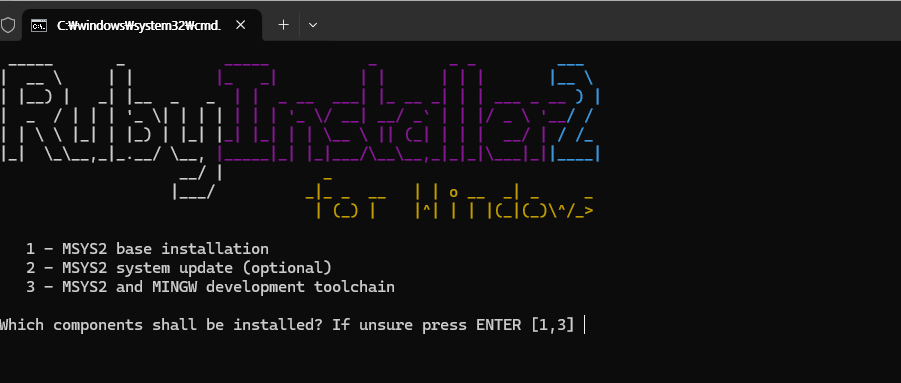 C:₩windows₩system32₩cmd.
RubyInstaller2
for Windows
1 - MSYS2 base installation
2 - MSYS2 system update (optional)
3 - MSYS2 and MINGW development toolchain
Which components shall be installed? If unsure press ENTER [1,3]